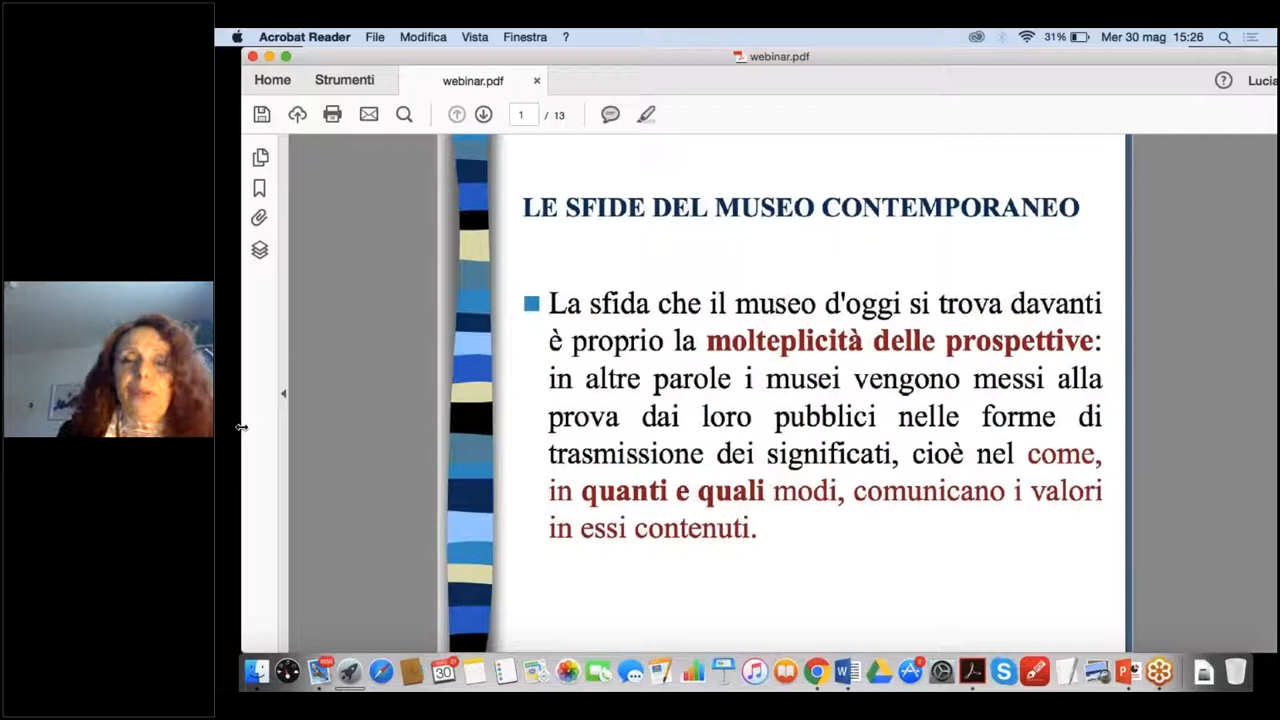 Acrobat Reader File Modifica Vista Finestra ? 31% Mer 30 mag 15:26
webinar.pdf
Home Strumenti webinar.pdf × ? Lucia
1 / 13
LE SFIDE DEL MUSEO CONTEMPORANEO
La sfida che il museo d'oggi si trova davanti
è proprio la molteplicità delle prospettive:
in altre parole i musei vengono messi alla
prova dai loro pubblici nelle forme di
trasmissione dei significati, cioè nel come,
in quanti e quali modi, comunicano i valori
in essi contenuti.
30